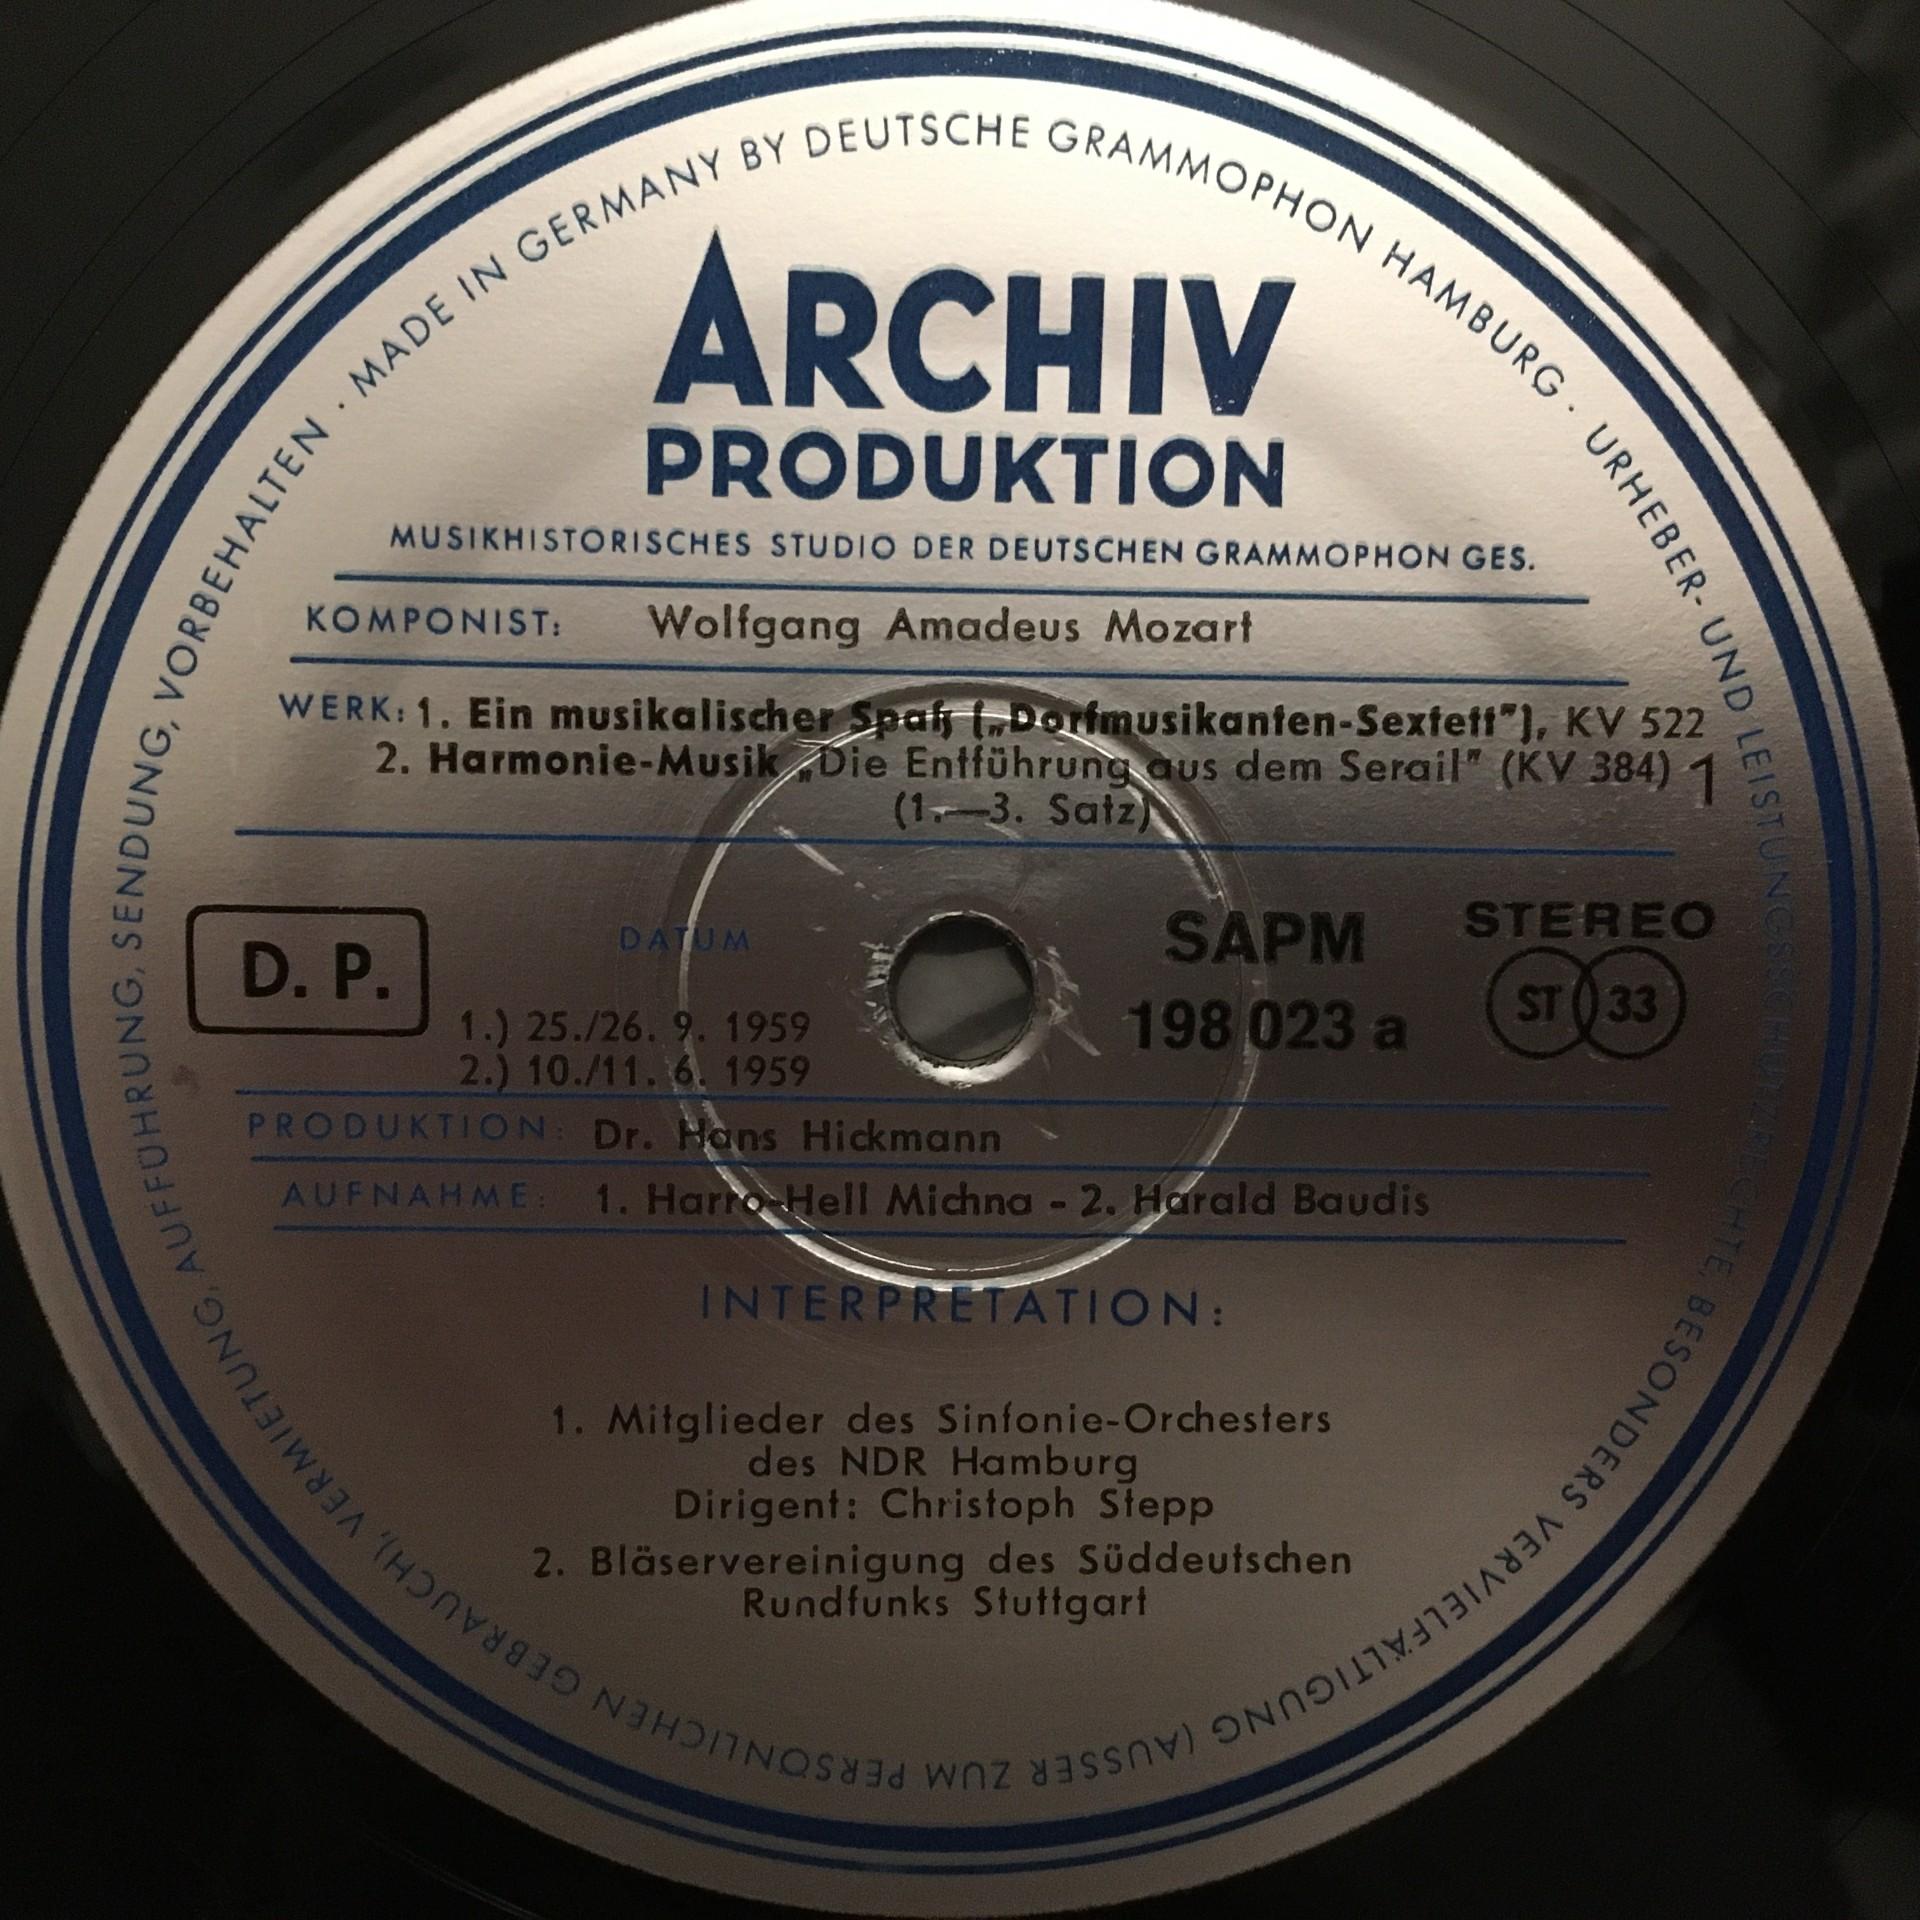 MADE IN GERMANY BY DEUTSCHE GRAMMOPHON HAMBURG · URHEBER- UND LEISTUNGSSCHUTZRECHTE, BESONDERS VERVIELFÄLTIGUNG (AUSSER ZUM PERSÖNLICHEN GEBRAUCH), VERMIETUNG, AUFFÜHRUNG, SENDUNG, VORBEHALTEN ·
ARCHIV
PRODUKTION
MUSIKHISTORISCHES STUDIO DER DEUTSCHEN GRAMMOPHON GES.
KOMPONIST: Wolfgang Amadeus Mozart
WERK: 1. Ein musikalischer Spaß („Dorfmusikanten-Sextett"), KV 522
2. Harmonie-Musik „Die Entführung aus dem Serail" (KV 384) 1
(1.—3. Satz)
D. P.
DATUM
1.) 25./26. 9. 1959
2.) 10./11. 6. 1959
SAPM
198 023 a
STEREO
ST 33
PRODUKTION: Dr. Hans Hickmann
AUFNAHME: 1. Harro-Hell Michna - 2. Harald Baudis
INTERPRETATION:
1. Mitglieder des Sinfonie-Orchesters
des NDR Hamburg
Dirigent: Christoph Stepp
2. Bläservereinigung des Süddeutschen
Rundfunks Stuttgart